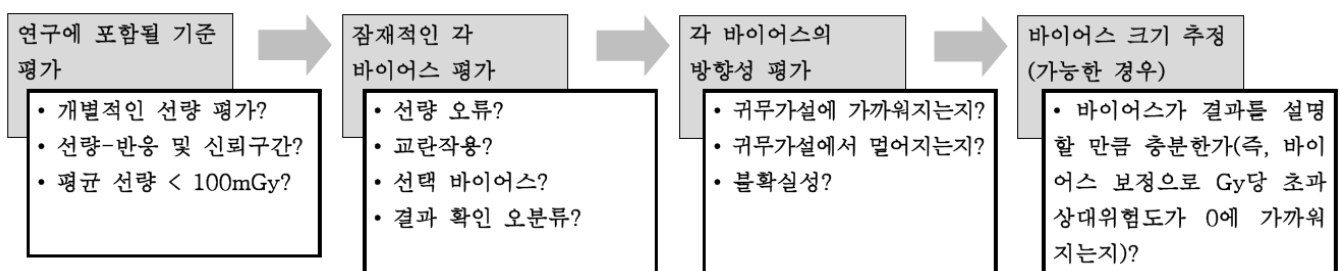 연구에 포함될 기준
평가
• 개별적인 선량 평가?
• 선량-반응 및 신뢰구간?
• 평균 선량 < 100mGy?
잠재적인 각
바이어스 평가
• 선량 오류?
• 교란작용?
• 선택 바이어스?
• 결과 확인 오분류?
각 바이어스의
방향성 평가
• 귀무가설에 가까워지는지?
• 귀무가설에서 멀어지는지?
• 불확실성?
바이어스 크기 추정
(가능한 경우)
• 바이어스가 결과를 설명
할 만큼 충분한가(즉, 바이
어스 보정으로 Gy당 초과
상대위험도가 0에 가까워
지는지)?